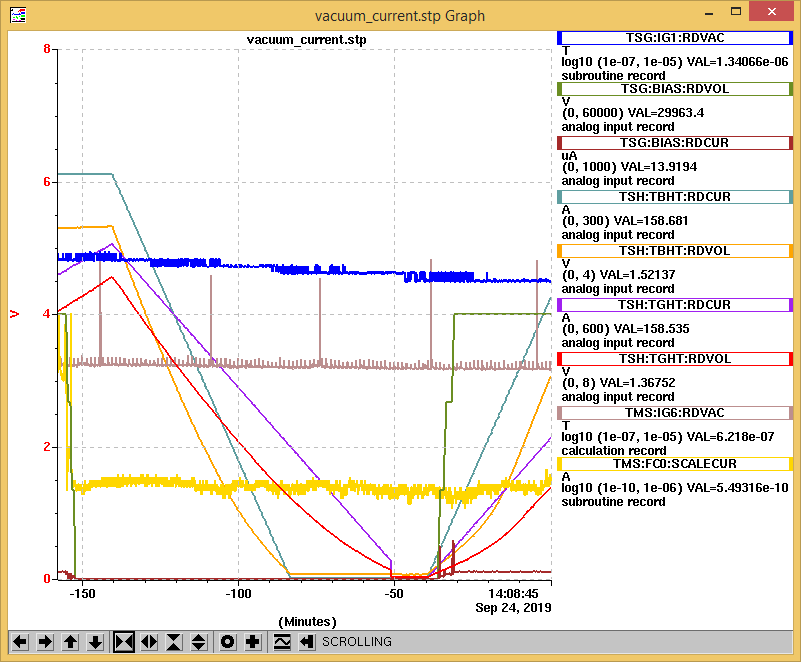 vacuum_current.stp Graph
vacuum_current.stp
8
6
4
2
0
V
-150
-100
-50
14:08:45
Sep 24, 2019
(Minutes)
TSG:IG1:RDVAC
T
log10 (1e-07, 1e-05) VAL=1.34066e-06
subroutine record
TSG:BIAS:RDVOL
V
(0, 60000) VAL=29963.4
analog input record
TSG:BIAS:RDCUR
uA
(0, 1000) VAL=13.9194
analog input record
TSH:TBHT:RDCUR
A
(0, 300) VAL=158.681
analog input record
TSH:TBHT:RDVOL
V
(0, 4) VAL=1.52137
analog input record
TSH:TGHT:RDCUR
A
(0, 600) VAL=158.535
analog input record
TSH:TGHT:RDVOL
V
(0, 8) VAL=1.36752
analog input record
TMS:IG6:RDVAC
T
log10 (1e-07, 1e-05) VAL=6.218e-07
calculation record
TMS:FC0:SCALECUR
A
log10 (1e-10, 1e-06) VAL=5.49316e-10
subroutine record
SCROLLING